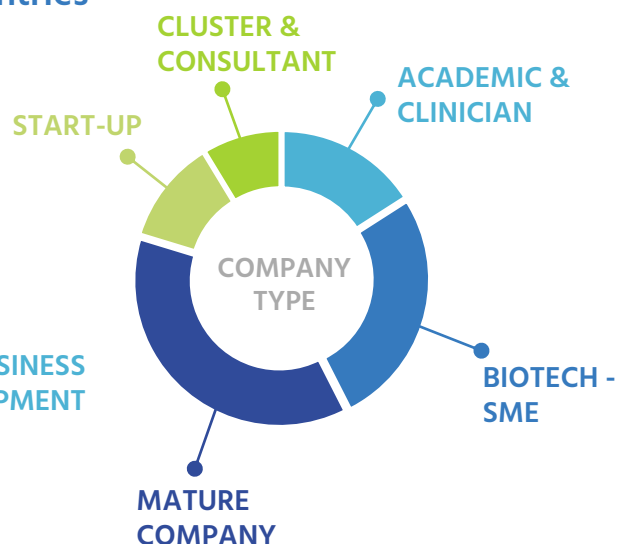 CLUSTER &
CONSULTANT
ACADEMIC &
CLINICIAN
START-UP
COMPANY
TYPE
BIOTECH -
SME
MATURE
COMPANY